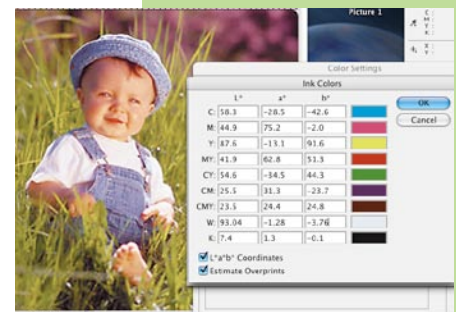 Picture 1
C :
M :
Y :
K :
X :
Y :
Color Settings
Ink Colors
L* a* b*
C: 58.3 -28.5 -42.6
M: 44.9 75.2 -2.0
Y: 87.6 -13.1 91.6
MY: 41.9 62.8 51.3
CY: 54.6 -34.5 44.3
CM: 25.5 31.3 -23.7
CMY: 23.5 24.4 24.8
W: 93.04 -1.28 -3.76
K: 7.4 1.3 -0.1
OK
Cancel
L*a*b* Coordinates
Estimate Overprints